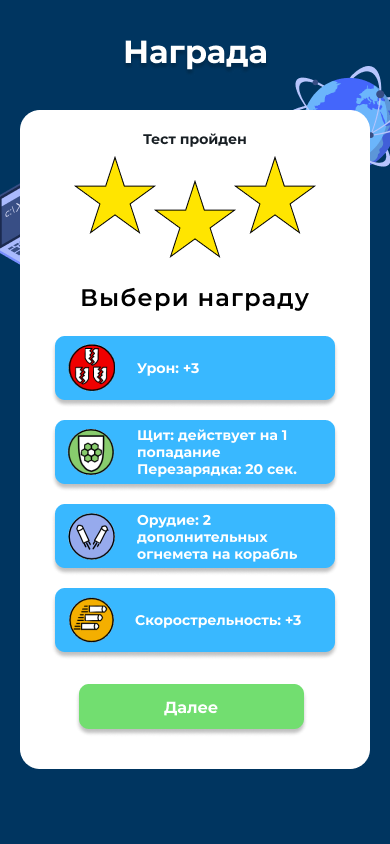 Награда
Тест пройден
Выбери награду
Урон: +3
Щит: действует на 1
попадание
Перезарядка: 20 сек.
Орудие: 2
дополнительных
огнемета на корабль
Скорострельность: +3
Далее